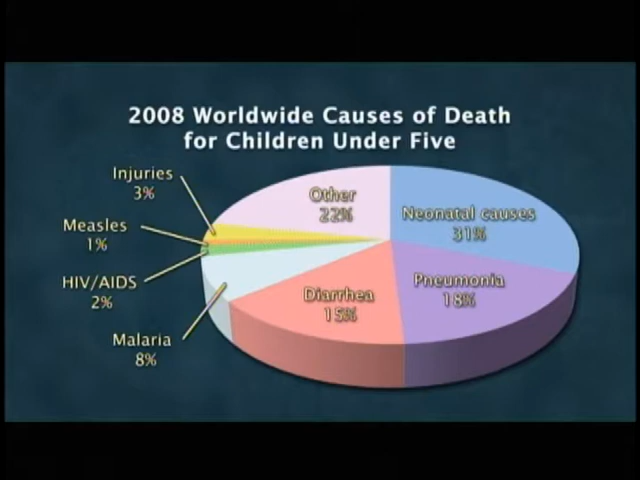 2008 Worldwide Causes of Death
for Children Under Five
Injuries
3%
Other
22%
Neonatal causes
31%
Measles
1%
HIV/AIDS
2%
Pneumonia
18%
Diarrhea
15%
Malaria
8%